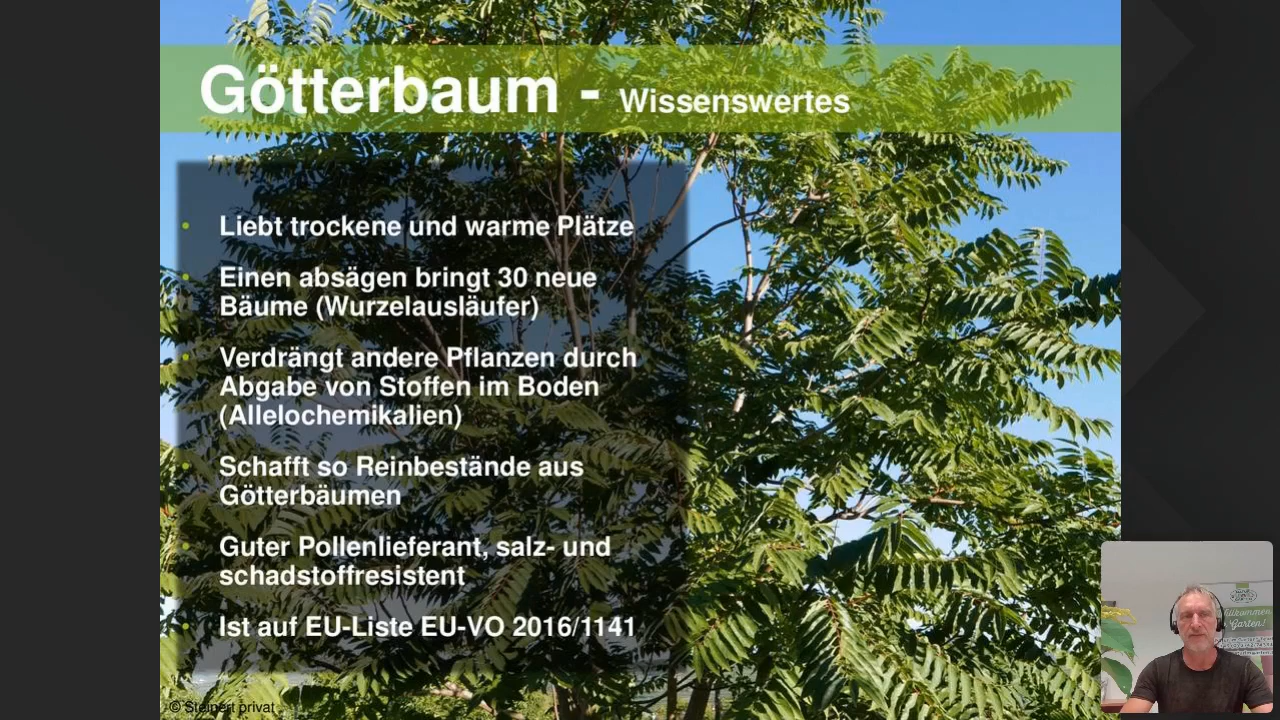 Götterbaum - Wissenswertes
• Liebt trockene und warme Plätze
• Einen absägen bringt 30 neue
Bäume (Wurzelausläufer)
• Verdrängt andere Pflanzen durch
Abgabe von Stoffen im Boden
(Allelochemikalien)
• Schafft so Reinbestände aus
Götterbäumen
• Guter Pollenlieferant, salz- und
schadstoffresistent
• Ist auf EU-Liste EU-VO 2016/1141
© Steinert privat
Garten!